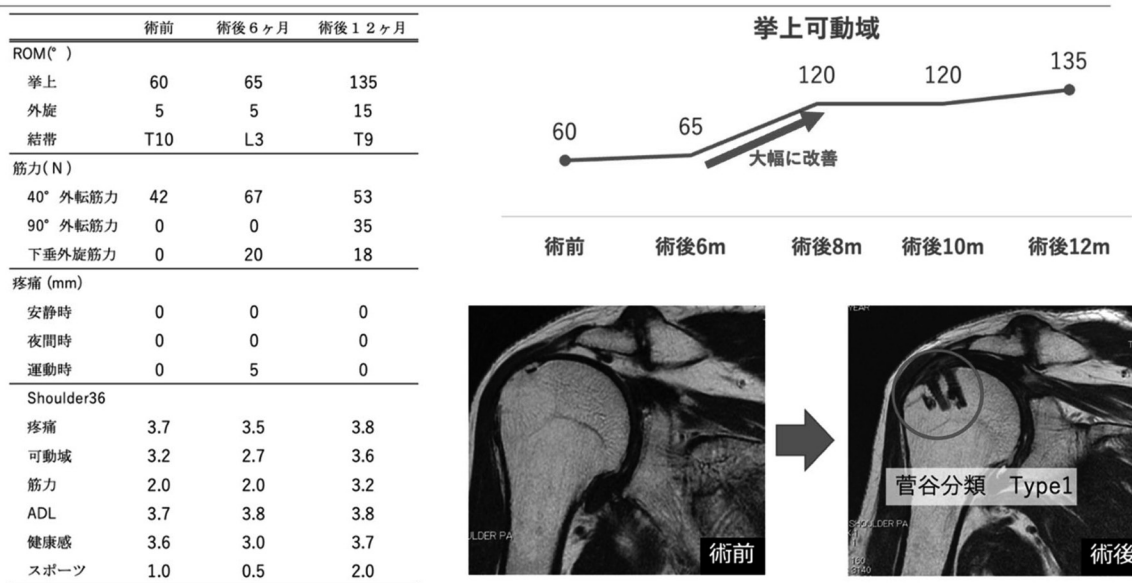 術前 術後6ヶ月 術後12ヶ月
ROM(°)
挙上 60 65 135
外旋 5 5 15
結帯 T10 L3 T9
筋力(N)
40°外転筋力 42 67 53
90°外転筋力 0 0 35
下垂外旋筋力 0 20 18
疼痛(mm)
安静時 0 0 0
夜間時 0 0 0
運動時 0 5 0
Shoulder36
疼痛 3.7 3.5 3.8
可動域 3.2 2.7 3.6
筋力 2.0 2.0 3.2
ADL 3.7 3.8 3.8
健康感 3.6 3.0 3.7
スポーツ 1.0 0.5 2.0
挙上可動域
60 65 120 120 135
大幅に改善
術前 術後6m 術後8m 術後10m 術後12m
ULDER PA
術前
YEAR
菅谷分類 Type1
SHOULDER PA
160
3140
術後